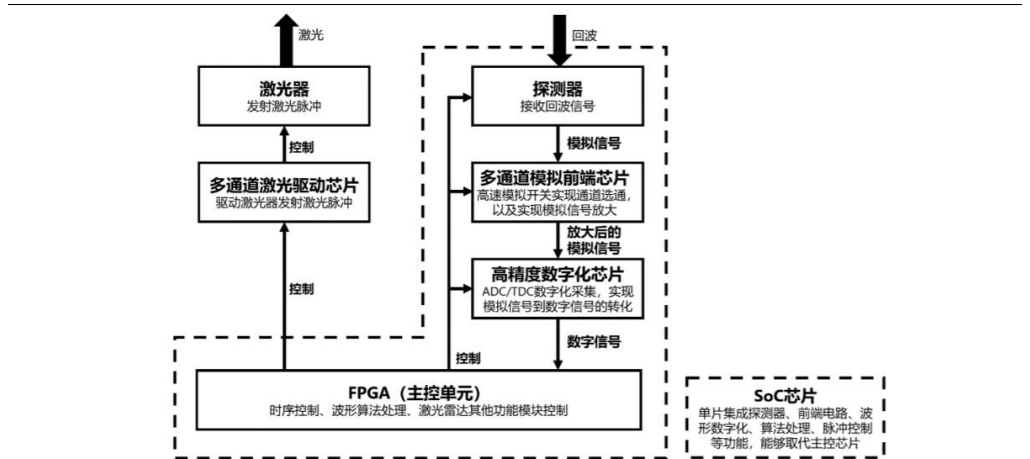 激光
回波
激光器
发射激光脉冲
探测器
接收回波信号
控制
模拟信号
多通道激光驱动芯片
驱动激光器发射激光脉冲
多通道模拟前端芯片
高速模拟开关实现通道选通，
以及实现模拟信号放大
放大后的
模拟信号
控制
高精度数字化芯片
ADC/TDC数字化采集，实现
模拟信号到数字信号的转化
数字信号
控制
FPGA（主控单元）
时序控制、波形算法处理、激光雷达其他功能模块控制
SoC芯片
单片集成探测器、前端电路、波
形数字化、算法处理、脉冲控制
等功能，能够取代主控芯片